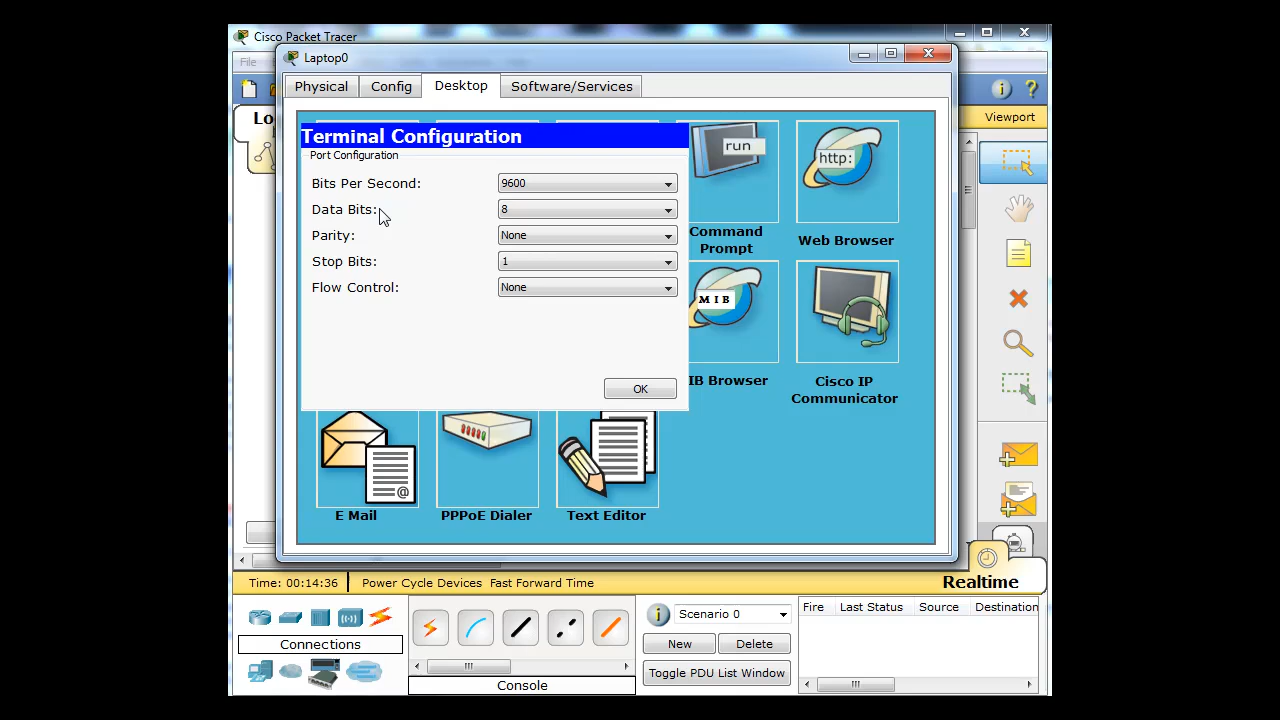 Cisco Packet Tracer
File
Laptop0
Physical
Config
Desktop
Software/Services
Viewport
Terminal Configuration
Port Configuration
Bits Per Second:
9600
Data Bits:
8
Parity:
None
Stop Bits:
1
Flow Control:
None
OK
run
http:
Command
Prompt
Web Browser
MIB
IB Browser
Cisco IP
Communicator
@
E Mail
PPPoE Dialer
Text Editor
Time: 00:14:36
Power Cycle Devices Fast Forward Time
Realtime
Scenario 0
Fire
Last Status
Source
Destination
Connections
New
Delete
Toggle PDU List Window
Console